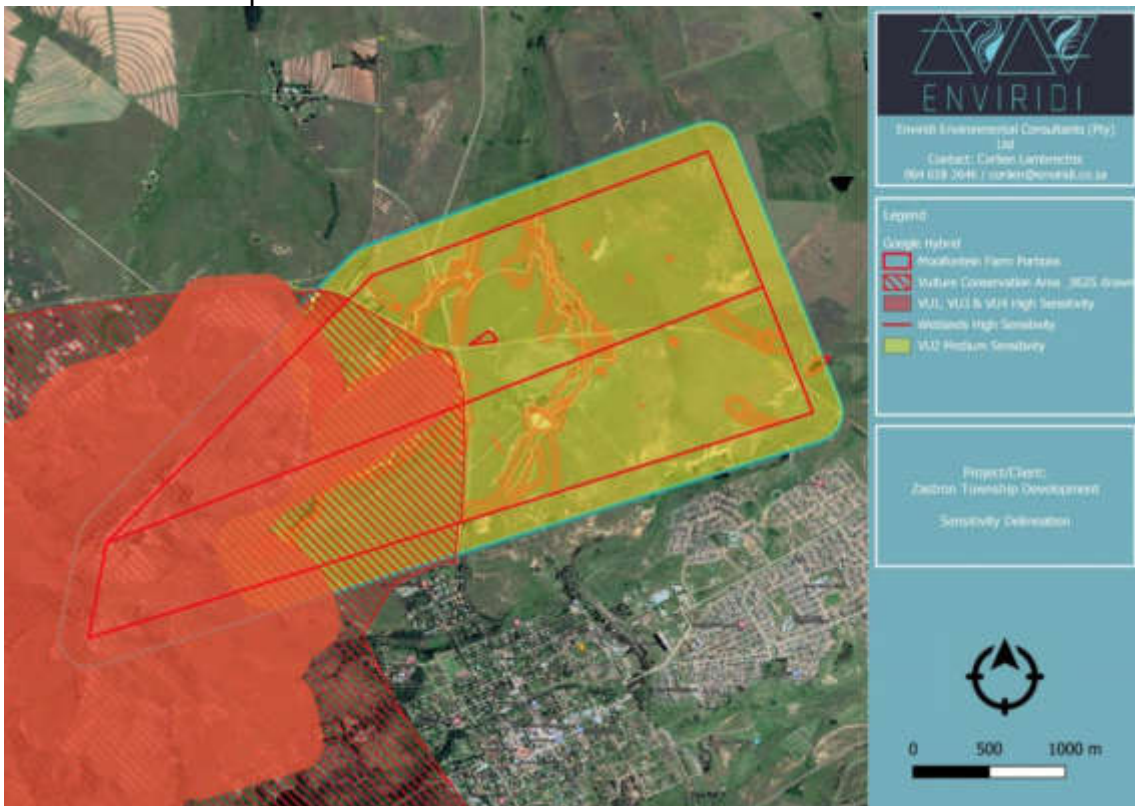 ENVIRIDI
Enviridi Environmental Consultants (Pty)
Ltd
Contact: Corlien Lambrechts
Legend
Google Hybrid
Farm Portions
Vulture Conservation Area
VU1, VU3 & VU4 High Sensitivity
Wetlands High Sensitivity
VU2 Medium Sensitivity
Project/Client:
Zastron Township Development
Sensitivity Delineation
0 500 1000 m